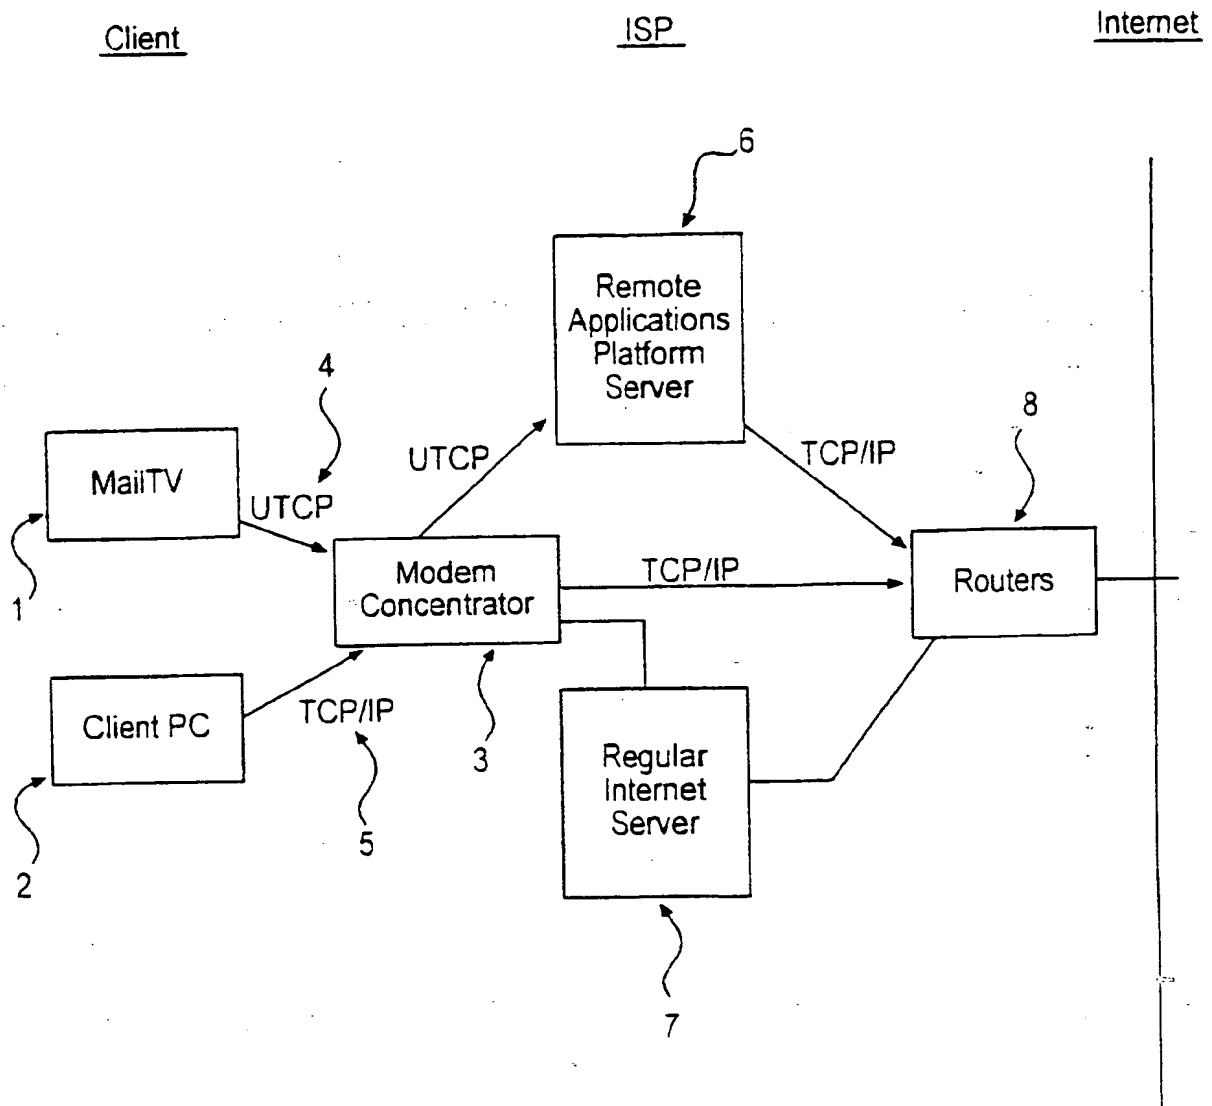 Client
ISP
Internet
6
Remote
Applications
Platform
Server
4
8
MailTV
UTCP
UTCP
TCP/IP
1
Modem
Concentrator
TCP/IP
Routers
Client PC
TCP/IP
3
Regular
Internet
Server
2
5
7